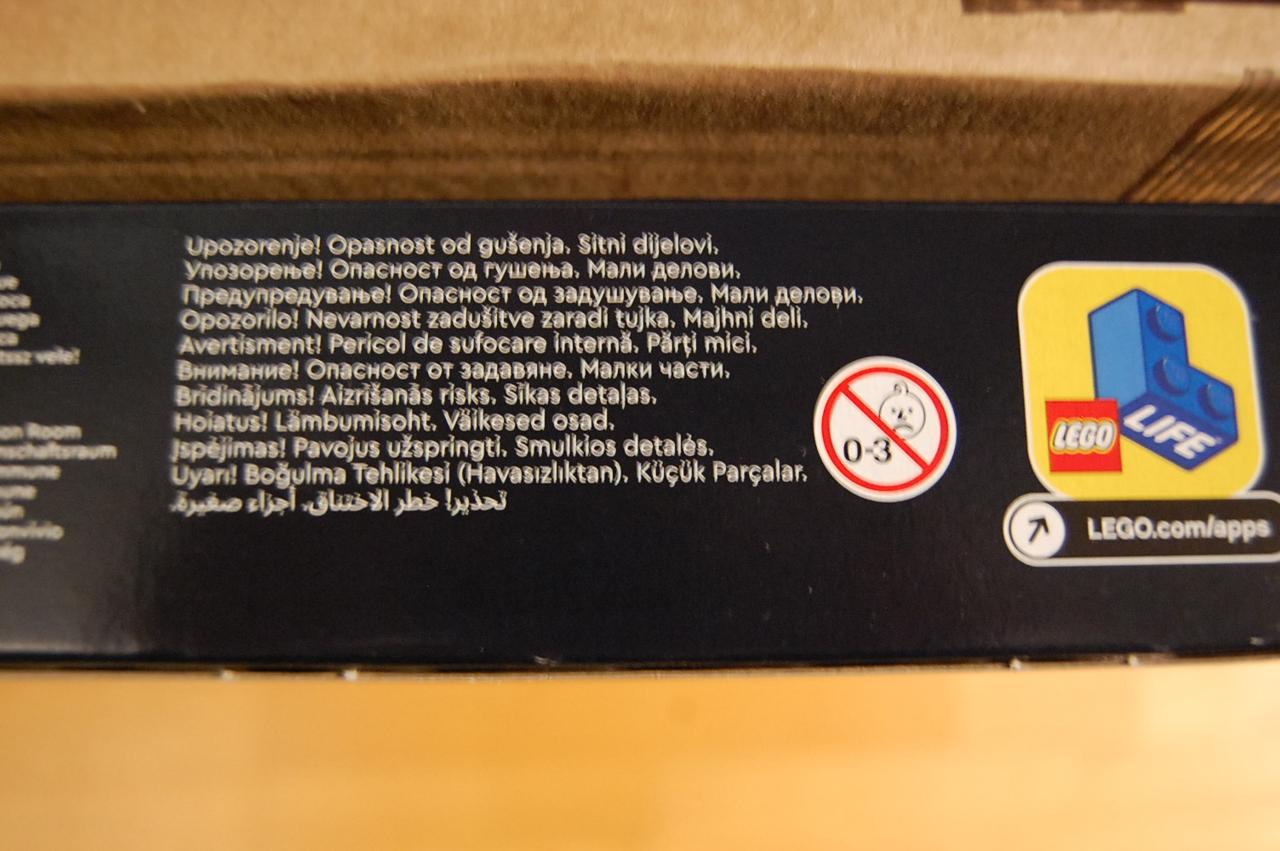 Upozorenje! Opasnost od gušenja. Sitni dijelovi.
Упозорење! Опасност од гушења. Мали делови.
Предупредување! Опасност од задушување. Мали делови.
Opozorilo! Nevarnost zadušitve zaradi tujka. Majhni deli.
Avertisment! Pericol de sufocare internă. Părți mici.
Внимание! Опасност от задавяне. Малки части.
Brīdinājums! Aizrīšanās risks. Sīkas detaļas.
Hoiatus! Lämbumisoht. Väikesed osad.
Įspėjimas! Pavojus užspringti. Smulkios detalės.
Uyarı! Boğulma Tehlikesi (Havasızlıktan). Küçük Parçalar.
تحذير! خطر الاختناق. أجزاء صغيرة.
0-3
LEGO
LIFE
LEGO.com/apps
on Room